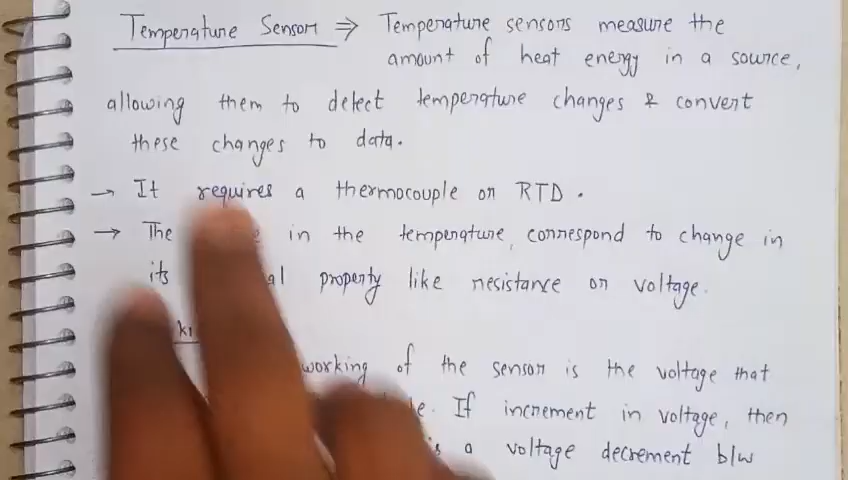 Temperature Sensor ⇒ Temperature sensors measure the
amount of heat energy in a source,
allowing them to detect temperature changes & convert
these changes to data.
→ It requires a thermocouple or RTD.
→ The in the temperature, correspond to change in
its property like resistance or voltage.
working of the sensor is the voltage that
If increment in voltage, then
a voltage decrement b/w